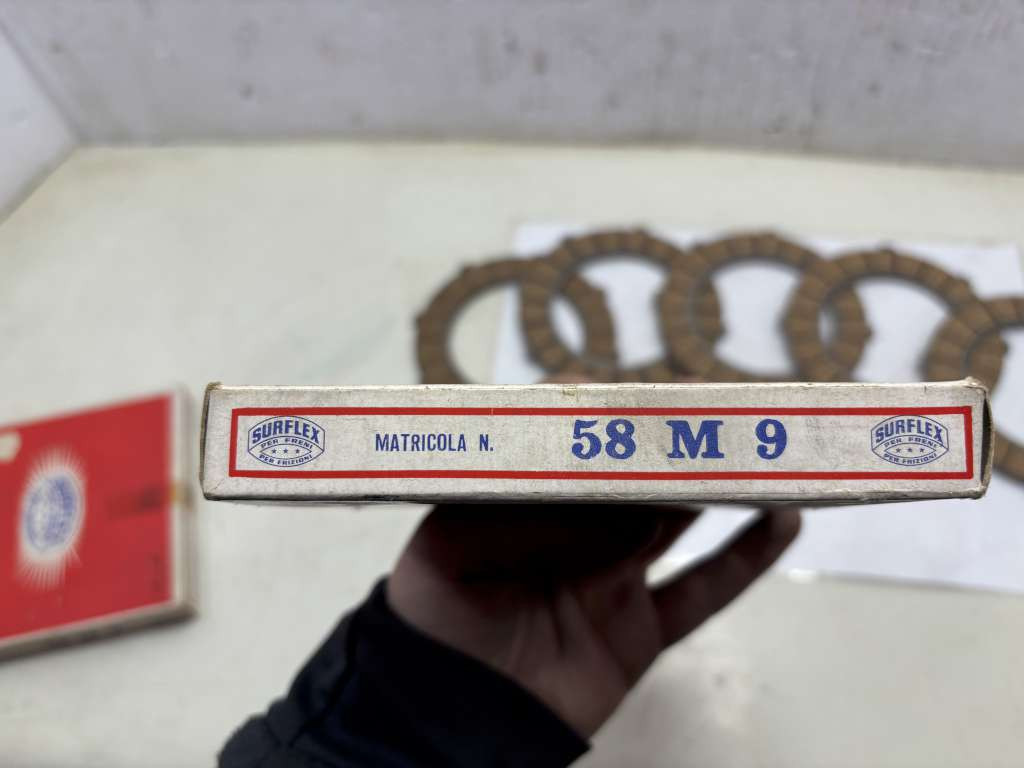 SURFLEX
PER FRENI
PER FRIZIONI
MATRICOLA N. 58 M 9
SURFLEX
PER FRENI
PER FRIZIONI